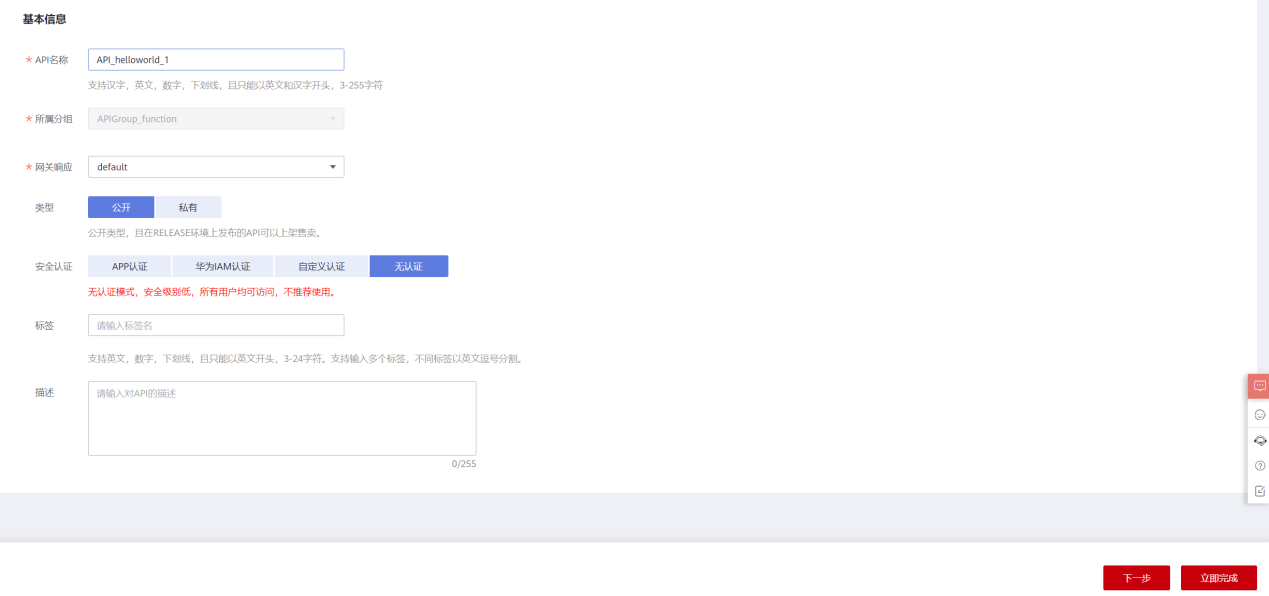 基本信息
* API名称 API_helloworld_1
支持汉字，英文，数字，下划线，且只能以英文和汉字开头，3-255字符
* 所属分组 APIGroup_function
* 网关响应 default
类型 公开 私有
公开类型，且在RELEASE环境上发布的API可以上架售卖。
安全认证 APP认证 华为IAM认证 自定义认证 无认证
无认证模式，安全级别低，所有用户均可访问，不推荐使用。
标签 请输入标签名
支持英文，数字，下划线，且只能以英文开头，3-24字符。支持输入多个标签，不同标签以英文逗号分割。
描述 请输入对API的描述
0/255
下一步 立即完成